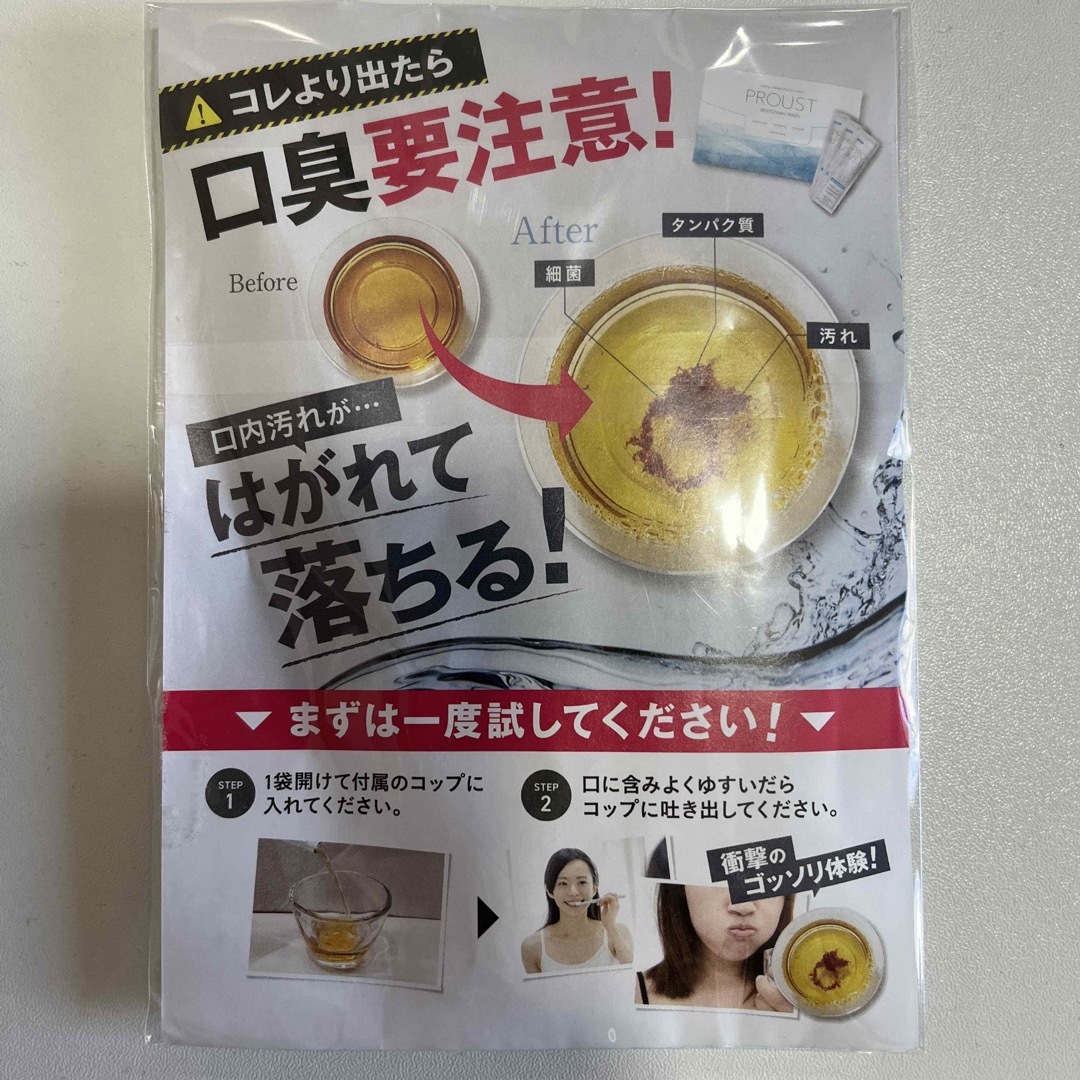 コレより出たら
口臭要注意!
PROUST
After
タンパク質
Before
細菌
汚れ
口内汚れが…
はがれて
落ちる!
まずは一度試してください!
STEP
1
1袋開けて付属のコップに
入れてください。
STEP
2
口に含みよくゆすいだら
コップに吐き出してください。
衝撃の
ゴッソリ体験!